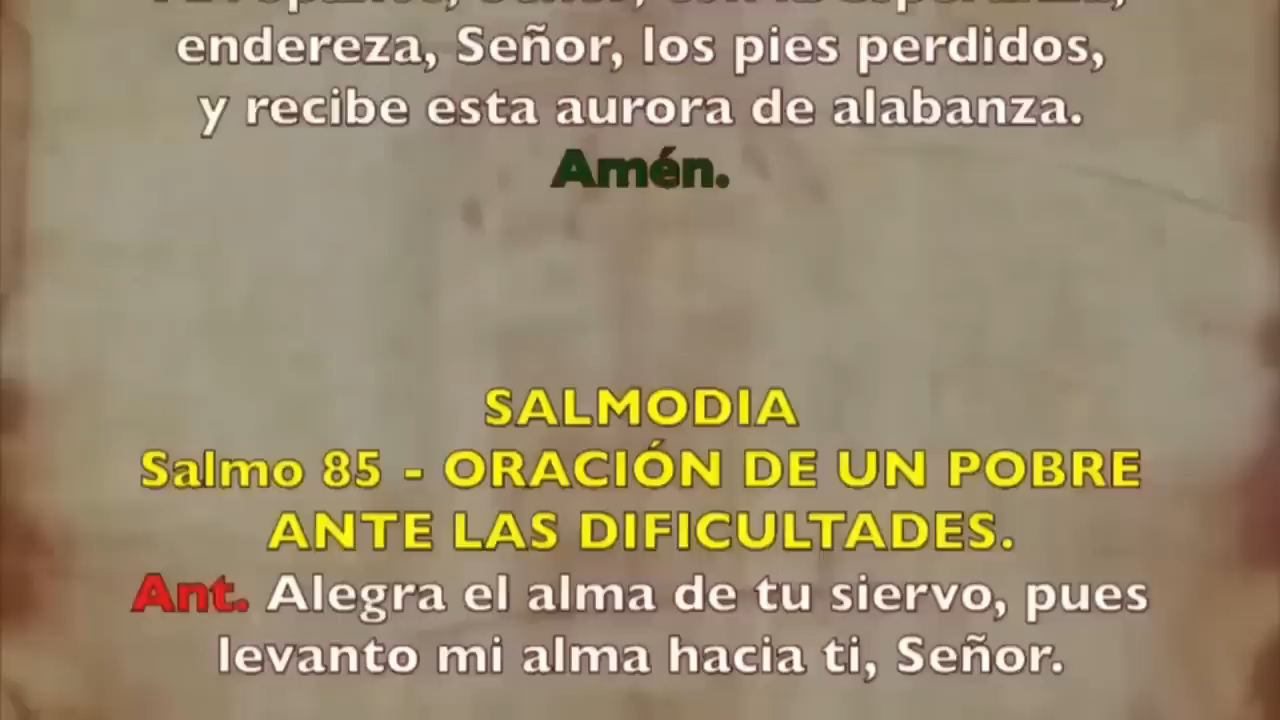 endereza, Señor, los pies perdidos,
y recibe esta aurora de alabanza.
Amén.
SALMODIA
Salmo 85 - ORACIÓN DE UN POBRE
ANTE LAS DIFICULTADES.
Ant. Alegra el alma de tu siervo, pues
levanto mi alma hacia ti, Señor.